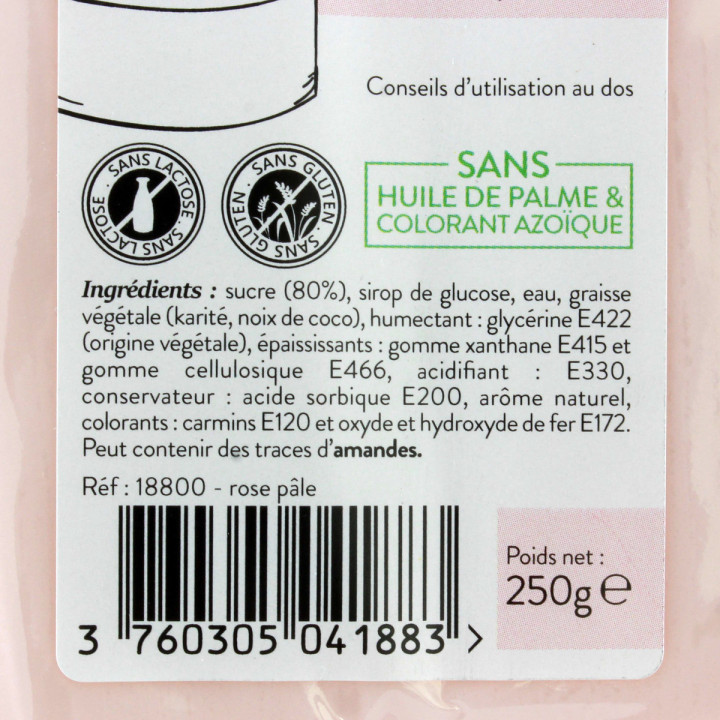 Conseils d'utilisation au dos
· SANS LACTOSE · SANS LACTOSE
· SANS GLUTEN · SANS GLUTEN
SANS
HUILE DE PALME &
COLORANT AZOÏQUE
Ingrédients : sucre (80%), sirop de glucose, eau, graisse
végétale (karité, noix de coco), humectant : glycérine E422
(origine végétale), épaississants : gomme xanthane E415 et
gomme cellulosique E466, acidifiant : E330,
conservateur : acide sorbique E200, arôme naturel,
colorants : carmins E120 et oxyde et hydroxyde de fer E172.
Peut contenir des traces d'amandes.
Réf : 18800 - rose pâle
Poids net :
250g e
3 760305 041883 >